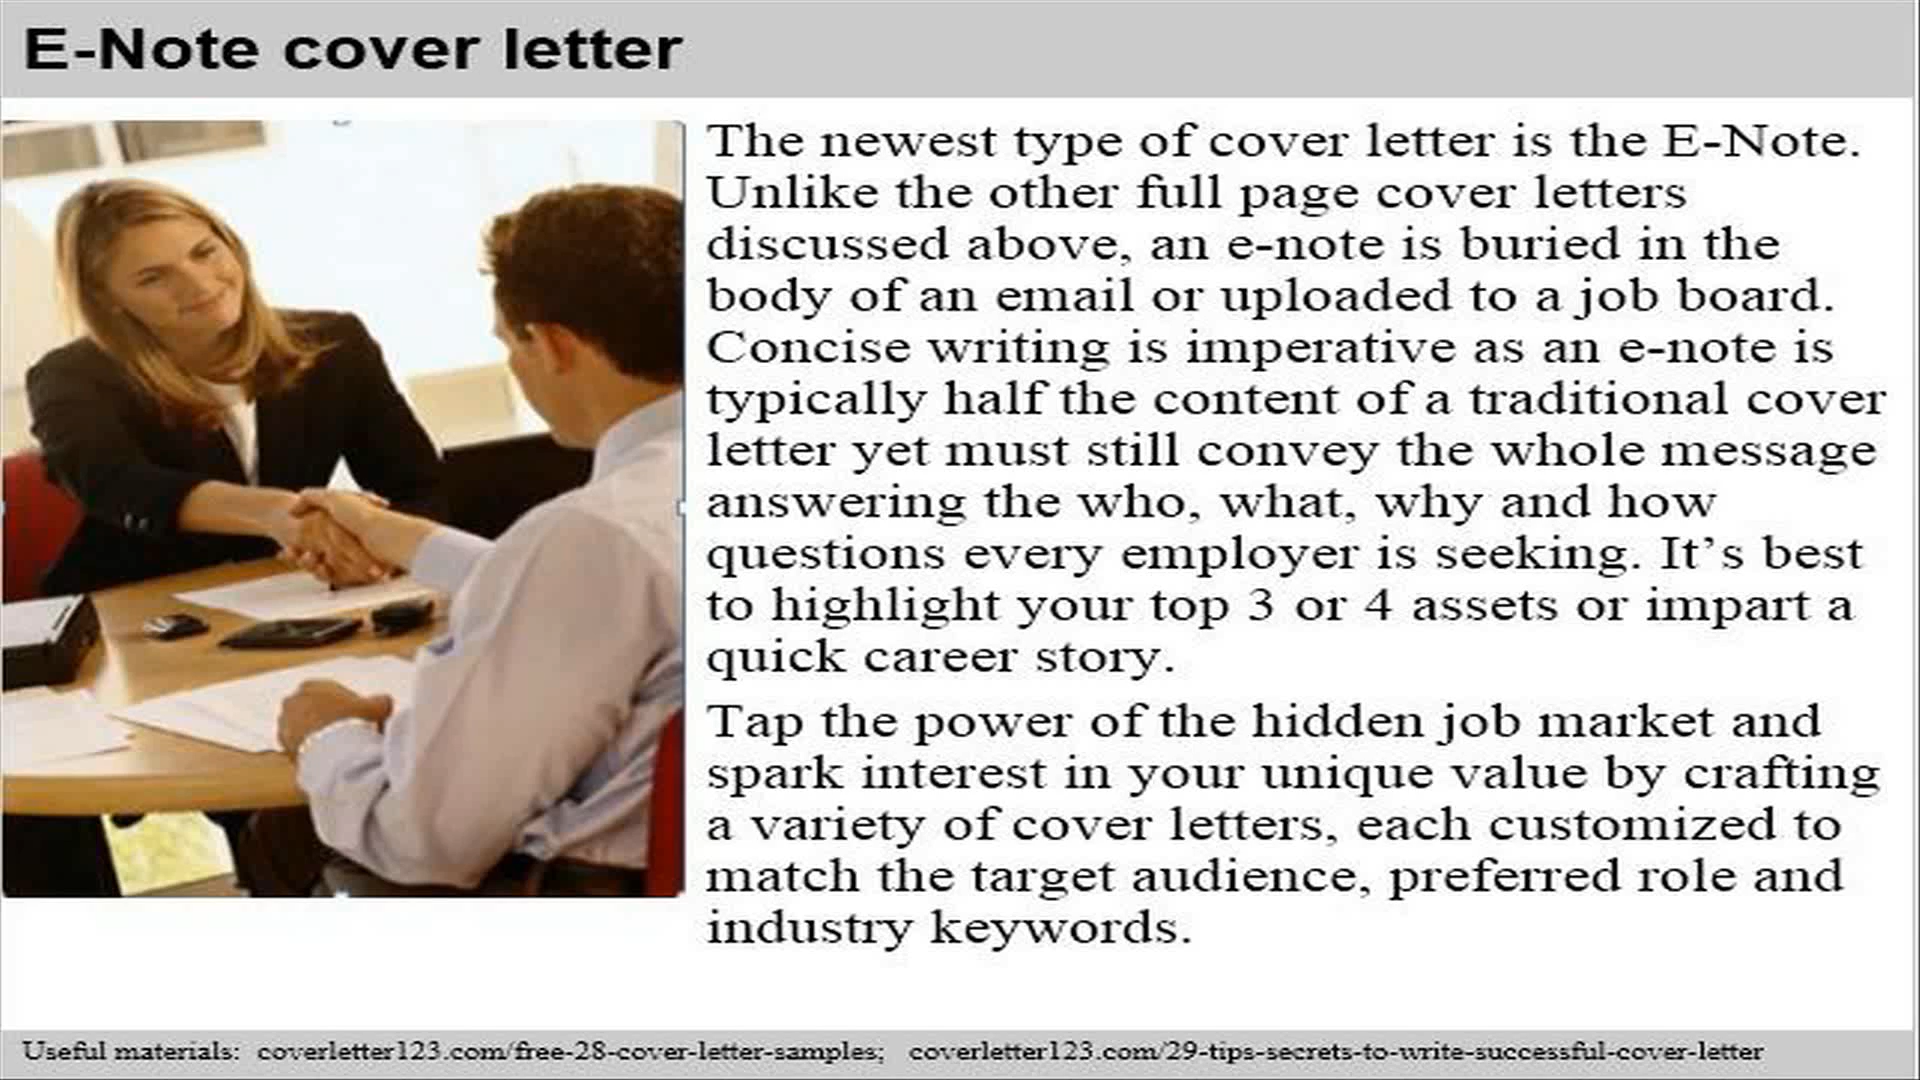 E-Note cover letter
The newest type of cover letter is the E-Note.
Unlike the other full page cover letters
discussed above, an e-note is buried in the
body of an email or uploaded to a job board.
Concise writing is imperative as an e-note is
typically half the content of a traditional cover
letter yet must still convey the whole message
answering the who, what, why and how
questions every employer is seeking. It’s best
to highlight your top 3 or 4 assets or impart a
quick career story.
Tap the power of the hidden job market and
spark interest in your unique value by crafting
a variety of cover letters, each customized to
match the target audience, preferred role and
industry keywords.
Useful materials: coverletter123.com/free-28-cover-letter-samples; coverletter123.com/29-tips-secrets-to-write-successful-cover-letter